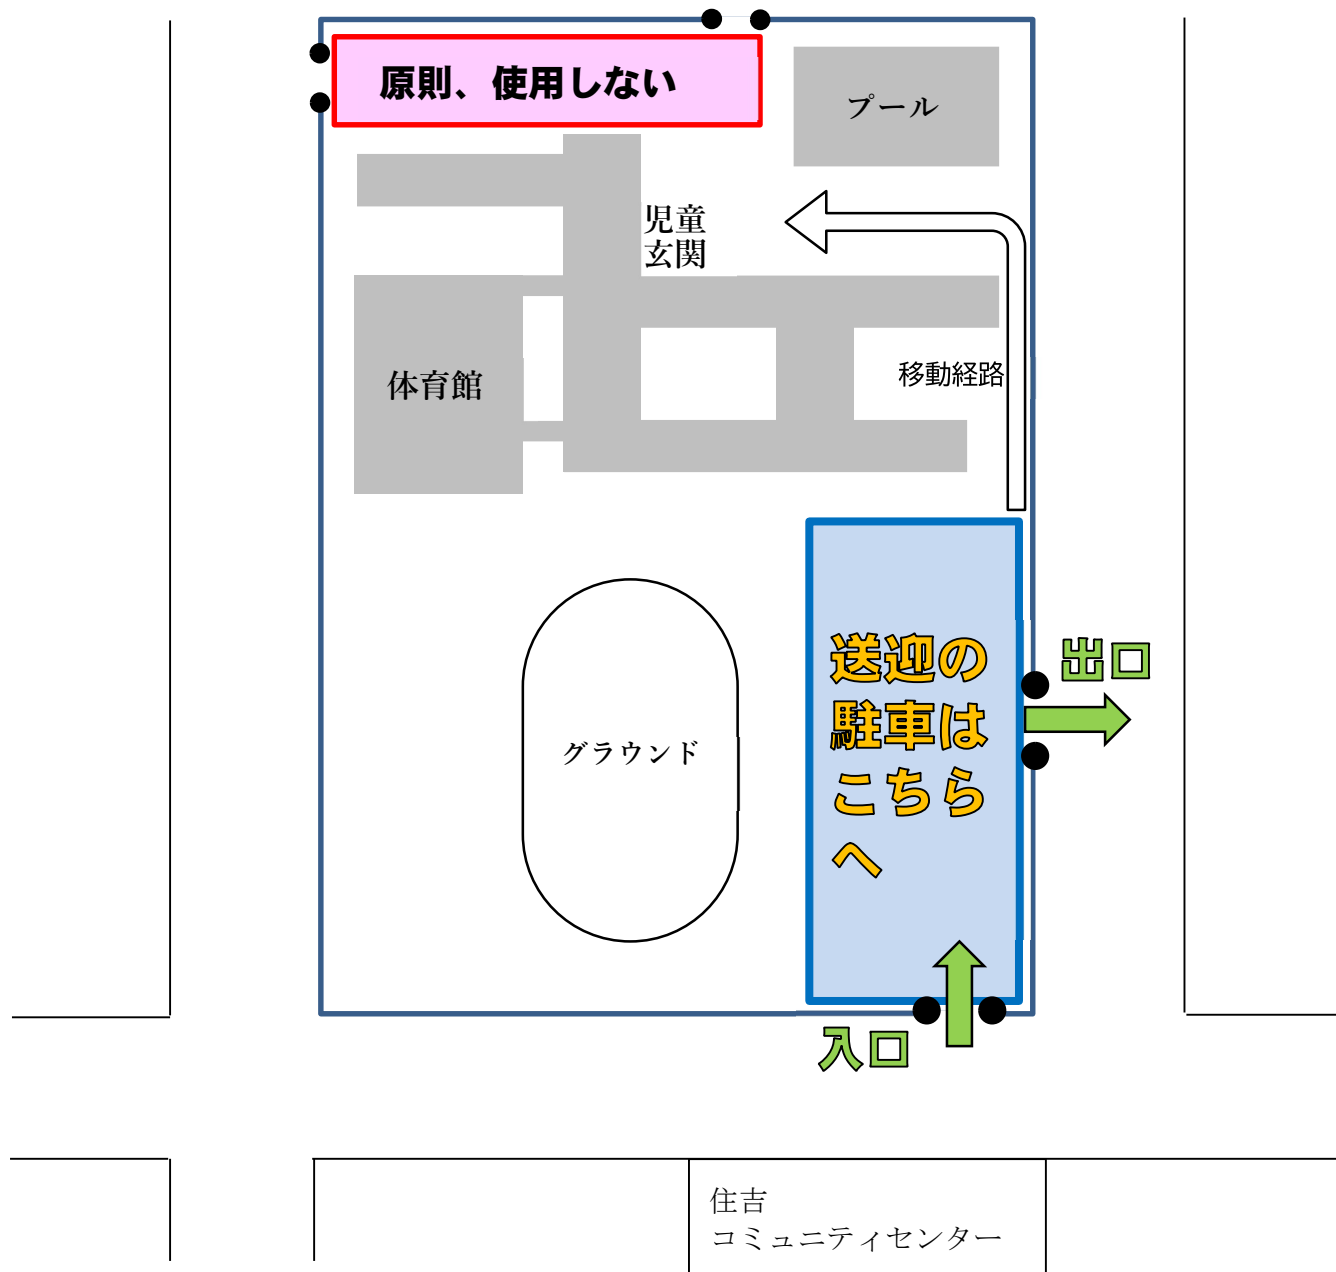 原則、使用しない
プール
児童
玄関
移動経路
体育館
送迎の
駐車は
こちら
へ
出口
グラウンド
入口
住吉
コミュニティセンター